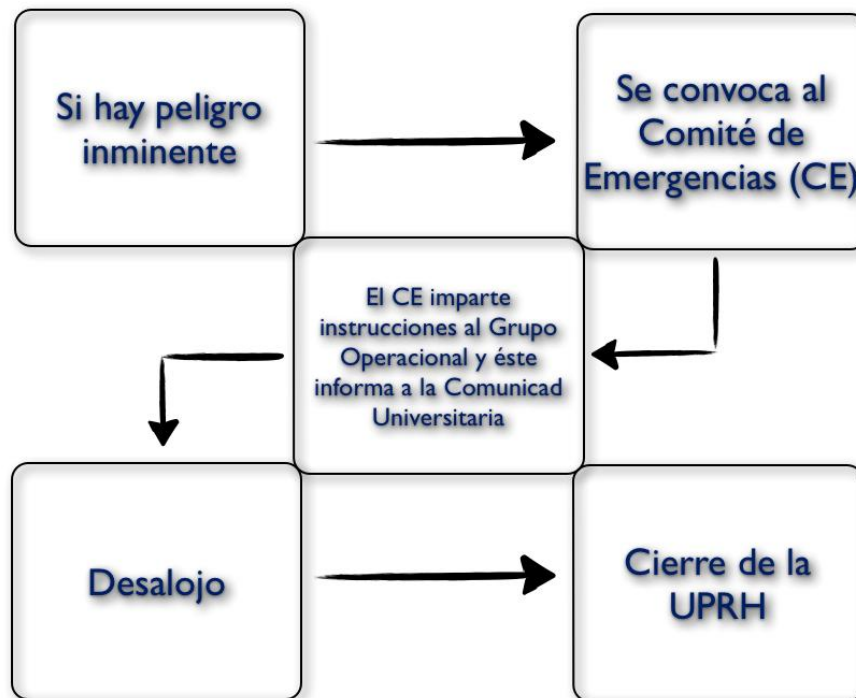 Si hay peligro
inminente
Se convoca al
Comité de
Emergencias (CE)
El CE imparte
instrucciones al Grupo
Operacional y éste
informa a la Comunicad
Universitaria
Desalojo
Cierre de la
UPRH